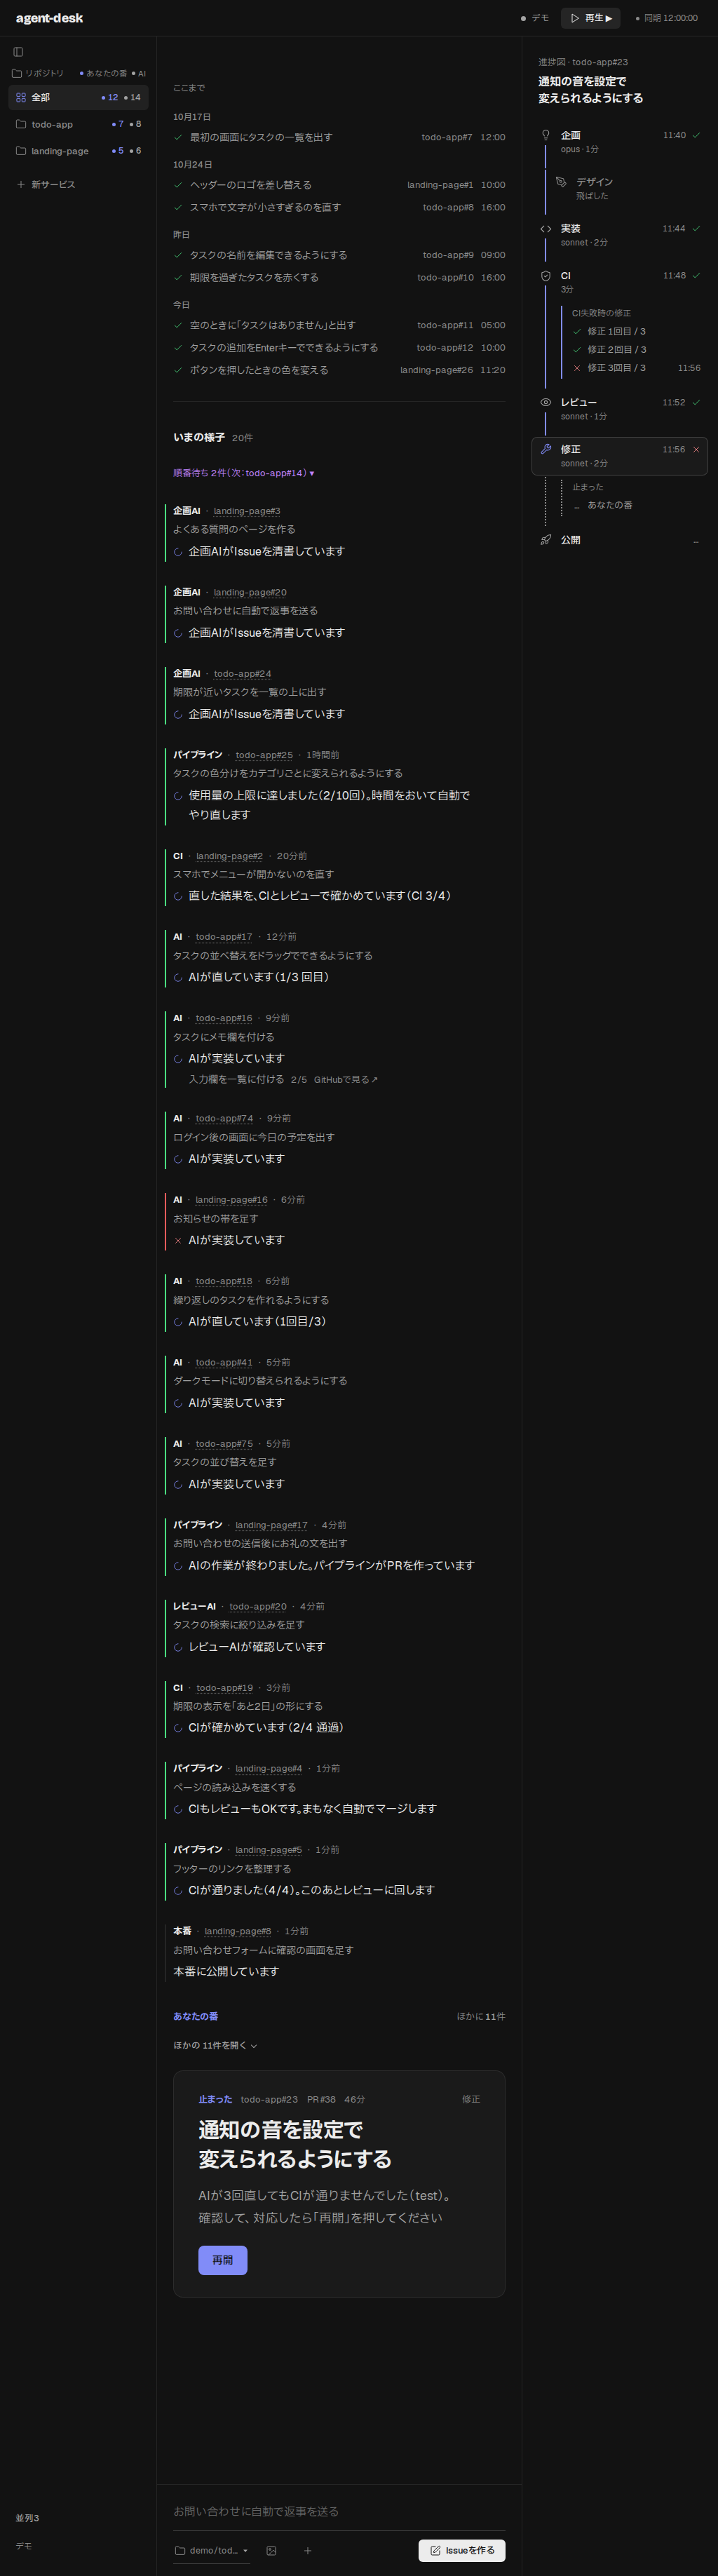 agent-desk
デモ
再生 ▶
同期 12:00:00
リポジトリ
あなたの番 AI
全部 12 14
todo-app 7 8
landing-page 5 6
新サービス
ここまで
10月17日
最初の画面にタスクの一覧を出す todo-app#7 12:00
10月24日
ヘッダーのロゴを差し替える landing-page#1 10:00
スマホで文字が小さすぎるのを直す todo-app#8 16:00
昨日
タスクの名前を編集できるようにする todo-app#9 09:00
期限を過ぎたタスクを赤くする todo-app#10 16:00
今日
空のときに「タスクはありません」と出す todo-app#11 05:00
タスクの追加をEnterキーでできるようにする todo-app#12 10:00
ボタンを押したときの色を変える landing-page#26 11:20
いまの様子 20件
順番待ち 2件（次：todo-app#14）▾
企画AI · landing-page#3
よくある質問のページを作る
企画AIがIssueを清書しています
企画AI · landing-page#20
お問い合わせに自動で返事を送る
企画AIがIssueを清書しています
企画AI · todo-app#24
期限が近いタスクを一覧の上に出す
企画AIがIssueを清書しています
パイプライン · todo-app#25 · 1時間前
タスクの色分けをカテゴリごとに変えられるようにする
使用量の上限に達しました（2/10回）。時間をおいて自動で
やり直します
CI · landing-page#2 · 20分前
スマホでメニューが開かないのを直す
直した結果を、CIとレビューで確かめています（CI 3/4）
AI · todo-app#17 · 12分前
タスクの並べ替えをドラッグでできるようにする
AIが直しています（1/3 回目）
AI · todo-app#16 · 9分前
タスクにメモ欄を付ける
AIが実装しています
入力欄を一覧に付ける 2/5 GitHubで見る↗
AI · todo-app#74 · 9分前
ログイン後の画面に今日の予定を出す
AIが実装しています
AI · landing-page#16 · 6分前
お知らせの帯を足す
AIが実装しています
AI · todo-app#18 · 6分前
繰り返しのタスクを作れるようにする
AIが直しています（1回目/3）
AI · todo-app#41 · 5分前
ダークモードに切り替えられるようにする
AIが実装しています
AI · todo-app#75 · 5分前
タスクの並び替えを足す
AIが実装しています
パイプライン · landing-page#17 · 4分前
お問い合わせの送信後にお礼の文を出す
AIの作業が終わりました。パイプラインがPRを作っています
レビューAI · todo-app#20 · 4分前
タスクの検索に絞り込みを足す
レビューAIが確認しています
CI · todo-app#19 · 3分前
期限の表示を「あと2日」の形にする
CIが確かめています（2/4 通過）
パイプライン · landing-page#4 · 1分前
ページの読み込みを速くする
CIもレビューもOKです。まもなく自動でマージします
パイプライン · landing-page#5 · 1分前
フッターのリンクを整理する
CIが通りました（4/4）。このあとレビューに回します
本番 · landing-page#8 · 1分前
お問い合わせフォームに確認の画面を足す
本番に公開しています
あなたの番 ほかに11件
ほかの 11件を開く
止まった todo-app#23 PR#38 46分 修正
通知の音を設定で
変えられるようにする
AIが3回直してもCIが通りませんでした（test）。
確認して、対応したら「再開」を押してください
再開
進捗図 · todo-app#23
通知の音を設定で
変えられるようにする
企画 11:40
opus · 1分
デザイン
飛ばした
実装 11:44
sonnet · 2分
CI 11:48
3分
CI失敗時の修正
修正 1回目 / 3
修正 2回目 / 3
修正 3回目 / 3 11:56
レビュー 11:52
sonnet · 1分
修正 11:56
sonnet · 2分
止まった
… あなたの番
公開 …
並列3
デモ
お問い合わせに自動で返事を送る
demo/tod…
Issueを作る